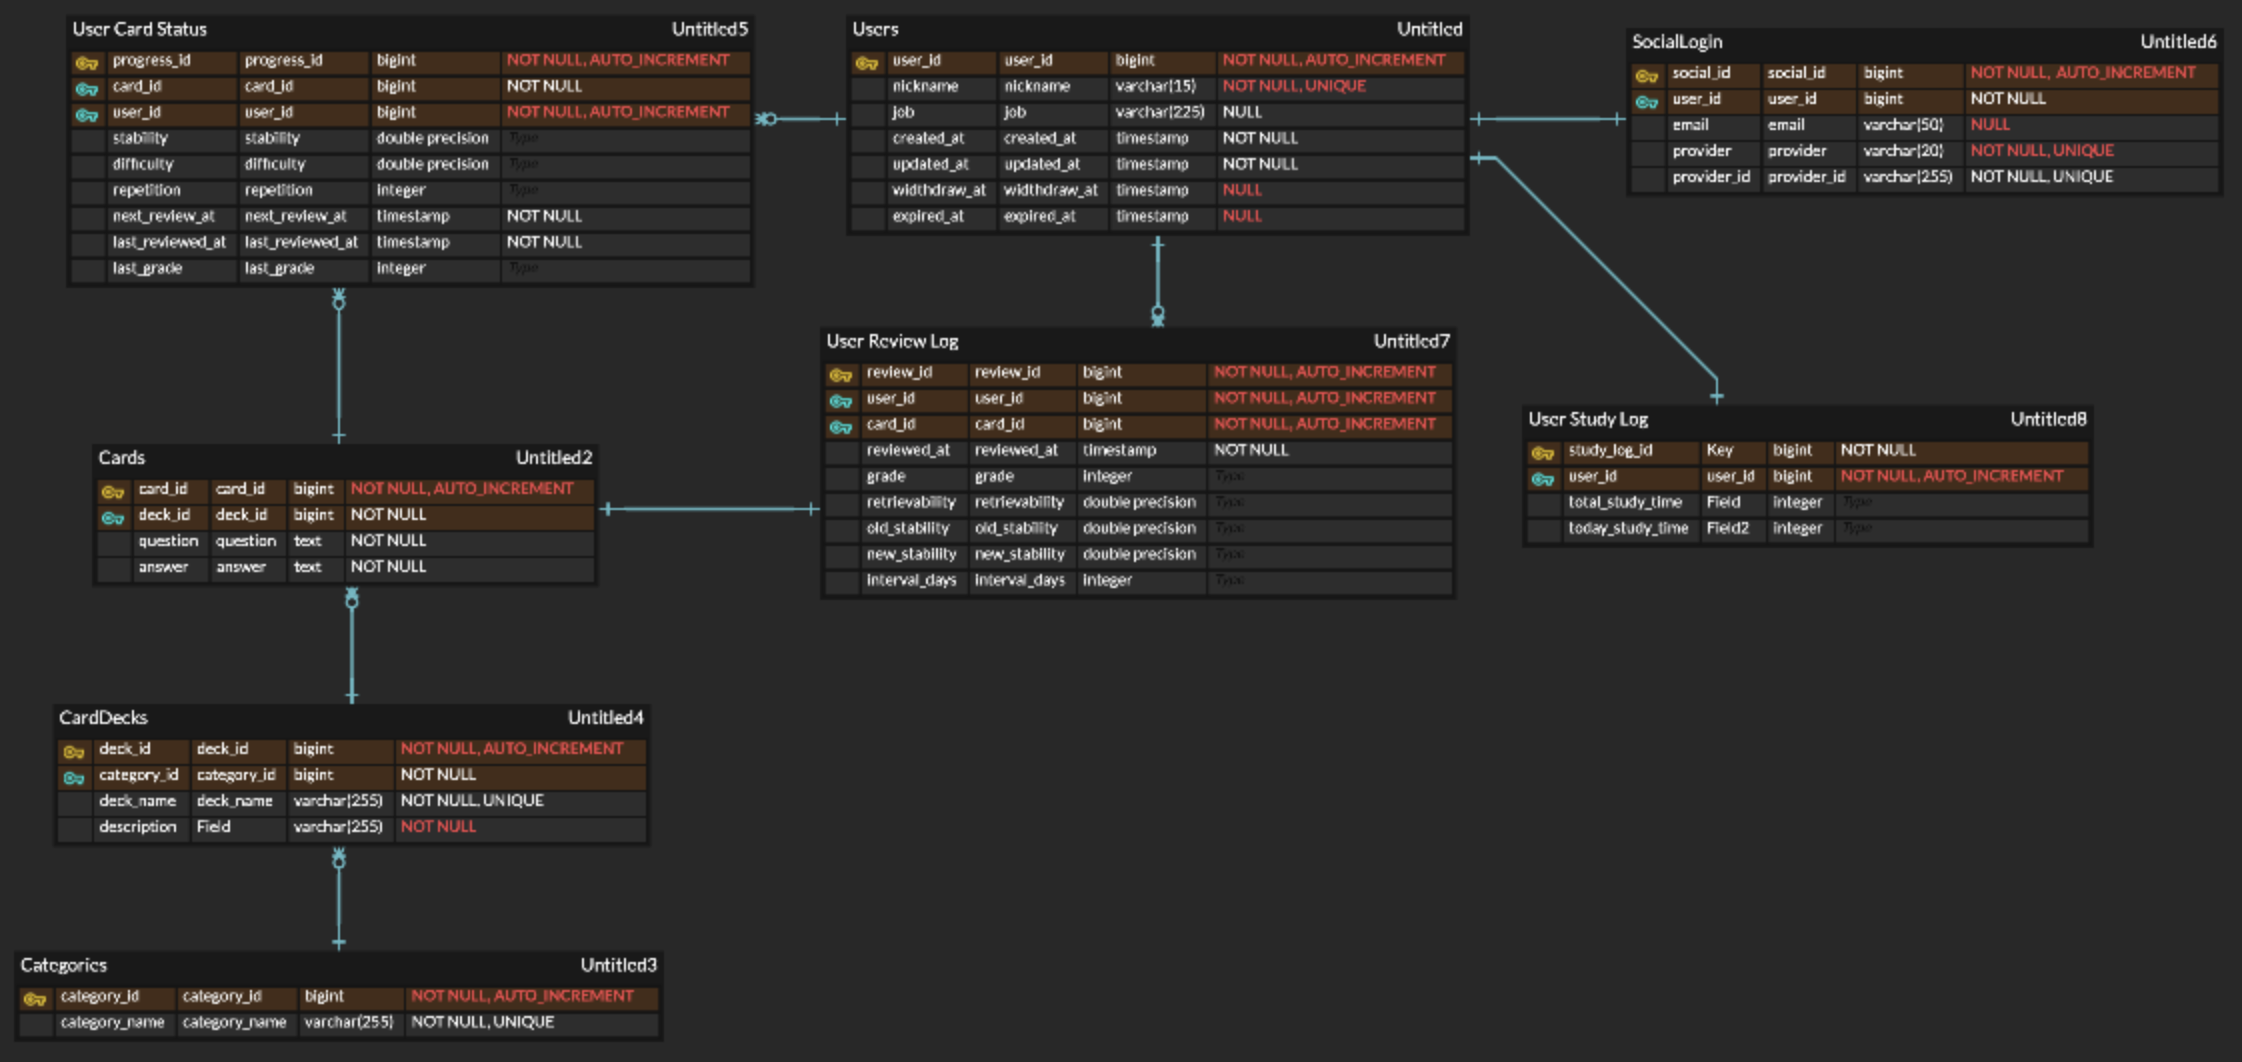 User Card Status Untitled5
progress_id progress_id bigint NOT NULL, AUTO_INCREMENT
card_id card_id bigint NOT NULL
user_id user_id bigint NOT NULL, AUTO_INCREMENT
stability stability double precision Type
difficulty difficulty double precision Type
repetition repetition integer Type
next_review_at next_review_at timestamp NOT NULL
last_reviewed_at last_reviewed_at timestamp NOT NULL
last_grade last_grade integer Type
Users Untitled
user_id user_id bigint NOT NULL, AUTO_INCREMENT
nickname nickname varchar(15) NOT NULL, UNIQUE
job job varchar(225) NULL
created_at created_at timestamp NOT NULL
updated_at updated_at timestamp NOT NULL
widthdraw_at widthdraw_at timestamp NULL
expired_at expired_at timestamp NULL
SocialLogin Untitled6
social_id social_id bigint NOT NULL, AUTO_INCREMENT
user_id user_id bigint NOT NULL
email email varchar(50) NULL
provider provider varchar(20) NOT NULL, UNIQUE
provider_id provider_id varchar(255) NOT NULL, UNIQUE
User Review Log Untitled7
review_id review_id bigint NOT NULL, AUTO_INCREMENT
user_id user_id bigint NOT NULL, AUTO_INCREMENT
card_id card_id bigint NOT NULL, AUTO_INCREMENT
reviewed_at reviewed_at timestamp NOT NULL
grade grade integer Type
retrievability retrievability double precision Type
old_stability old_stability double precision Type
new_stability new_stability double precision Type
interval_days interval_days integer Type
User Study Log Untitled8
study_log_id Key bigint NOT NULL
user_id user_id bigint NOT NULL, AUTO_INCREMENT
total_study_time Field integer Type
today_study_time Field2 integer Type
Cards Untitled2
card_id card_id bigint NOT NULL, AUTO_INCREMENT
deck_id deck_id bigint NOT NULL
question question text NOT NULL
answer answer text NOT NULL
CardDecks Untitled4
deck_id deck_id bigint NOT NULL, AUTO_INCREMENT
category_id category_id bigint NOT NULL
deck_name deck_name varchar(255) NOT NULL, UNIQUE
description Field varchar(255) NOT NULL
Categories Untitled3
category_id category_id bigint NOT NULL, AUTO_INCREMENT
category_name category_name varchar(255) NOT NULL, UNIQUE